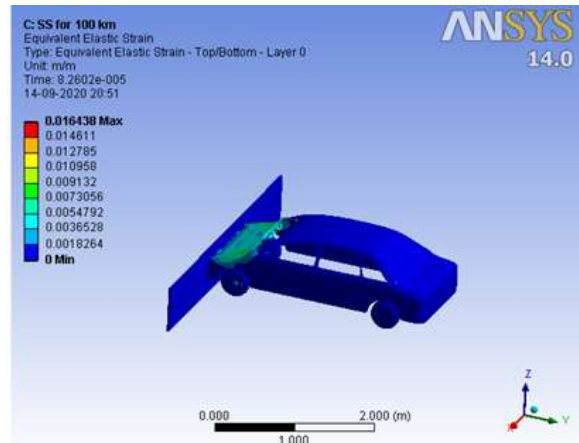 C: SS for 100 km
Equivalent Elastic Strain
Type: Equivalent Elastic Strain - Top/Bottom - Layer 0
Unit: m/m
Time: 8.2602e-005
14-09-2020 20:51
ANSYS
14.0
0.016438 Max
0.014611
0.012785
0.010958
0.009132
0.0073056
0.0054792
0.0036528
0.0018264
0 Min
0.000
2.000 (m)
1.000
Z
Y
X